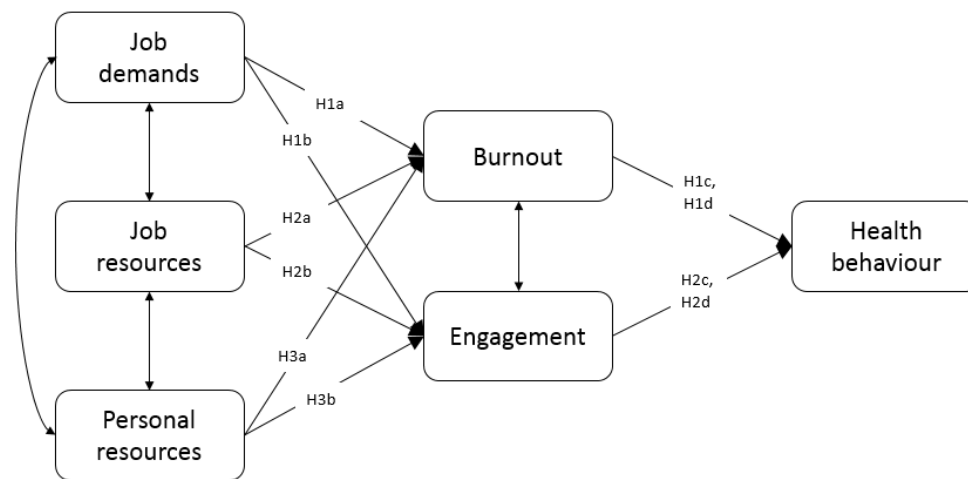 Job
demands
H1a
H1b
Burnout
H1c,
H1d
H2a
Job
resources
H2b
Health
behaviour
H2c,
H2d
Engagement
H3a
H3b
Personal
resources